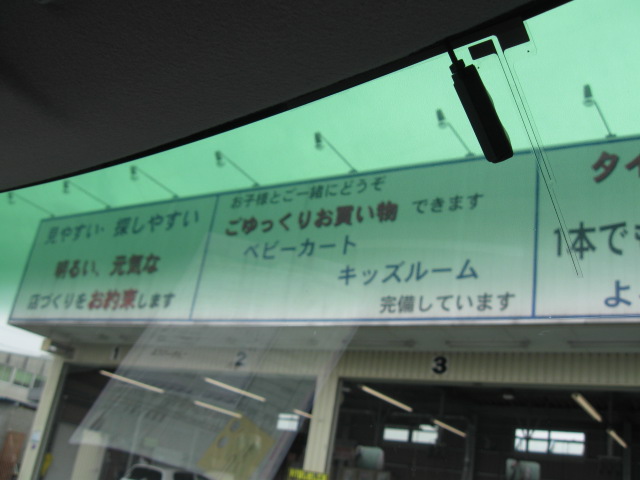 見やすい・探しやすい
明るい、元気な
店づくりをお約束します
お子様とご一緒にどうぞ
ごゆっくりお買い物 できます
ベビーカート
キッズルーム
完備しています
タイ
1本でも
よ
1
2
3